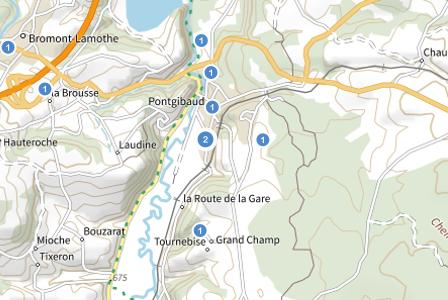 1
Bromont-Lamothe
1
1
Chau
1
la Brousse
Pontgibaud
1
Hauteroche
Laudine
2
1
la Route de la Gare
1
Mioche
Bouzarat
Tournebise
Grand Champ
Tixeron
675
Chem